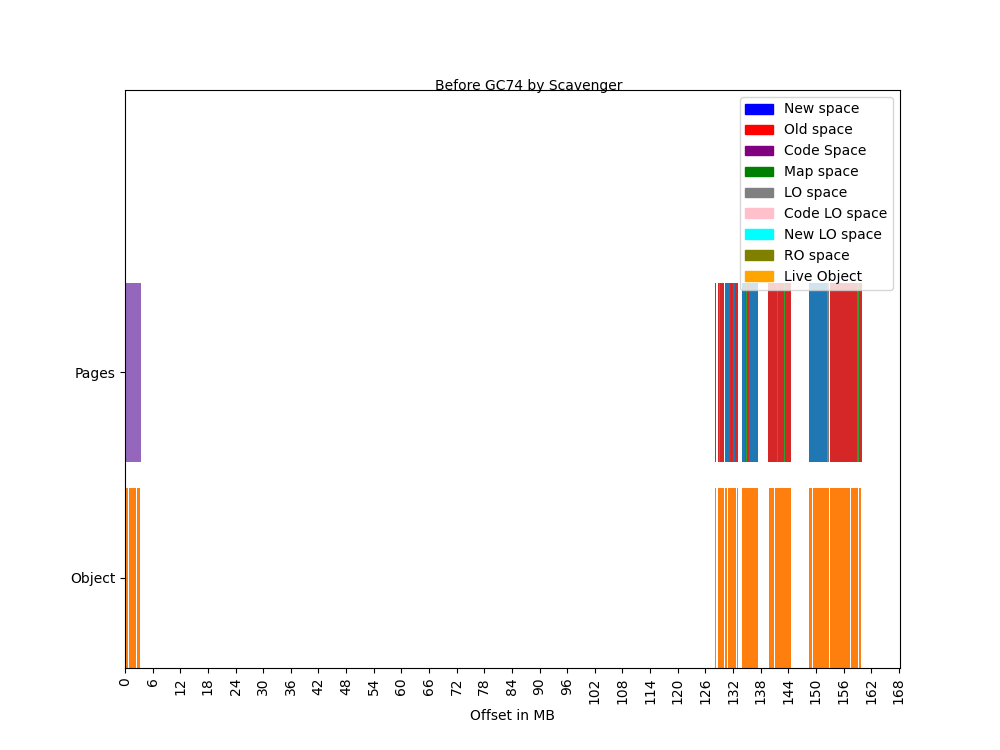 Before GC74 by Scavenger
New space
Old space
Code Space
Map space
LO space
Code LO space
New LO space
RO space
Live Object
Pages
Object
0 6 12 18 24 30 36 42 48 54 60 66 72 78 84 90 96 102 108 114 120 126 132 138 144 150 156 162 168
Offset in MB